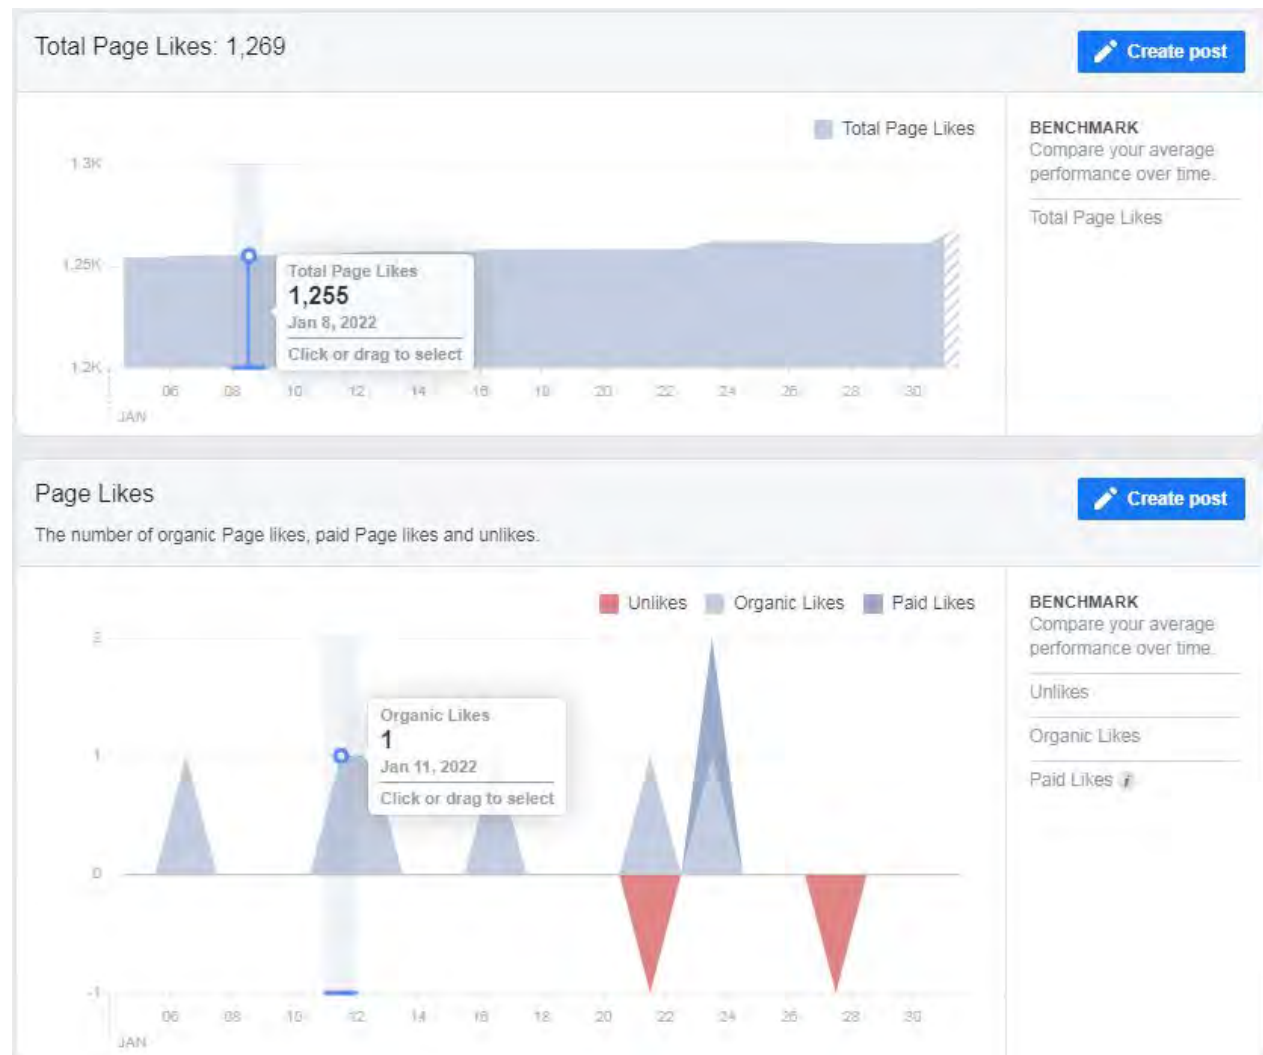 Total Page Likes: 1,269
Create post
Total Page Likes
BENCHMARK
Compare your average
performance over time.
Total Page Likes
1.3K
1.25K
1.2K
Total Page Likes
1,255
Jan 8, 2022
Click or drag to select
06 08 10 12 14 16 18 20 22 24 26 28 30
JAN
Page Likes
Create post
The number of organic Page likes, paid Page likes and unlikes.
Unlikes Organic Likes Paid Likes
BENCHMARK
Compare your average
performance over time.
Unlikes
Organic Likes
Paid Likes i
2
1
0
-1
Organic Likes
1
Jan 11, 2022
Click or drag to select
06 08 10 12 14 16 18 20 22 24 26 28 30
JAN